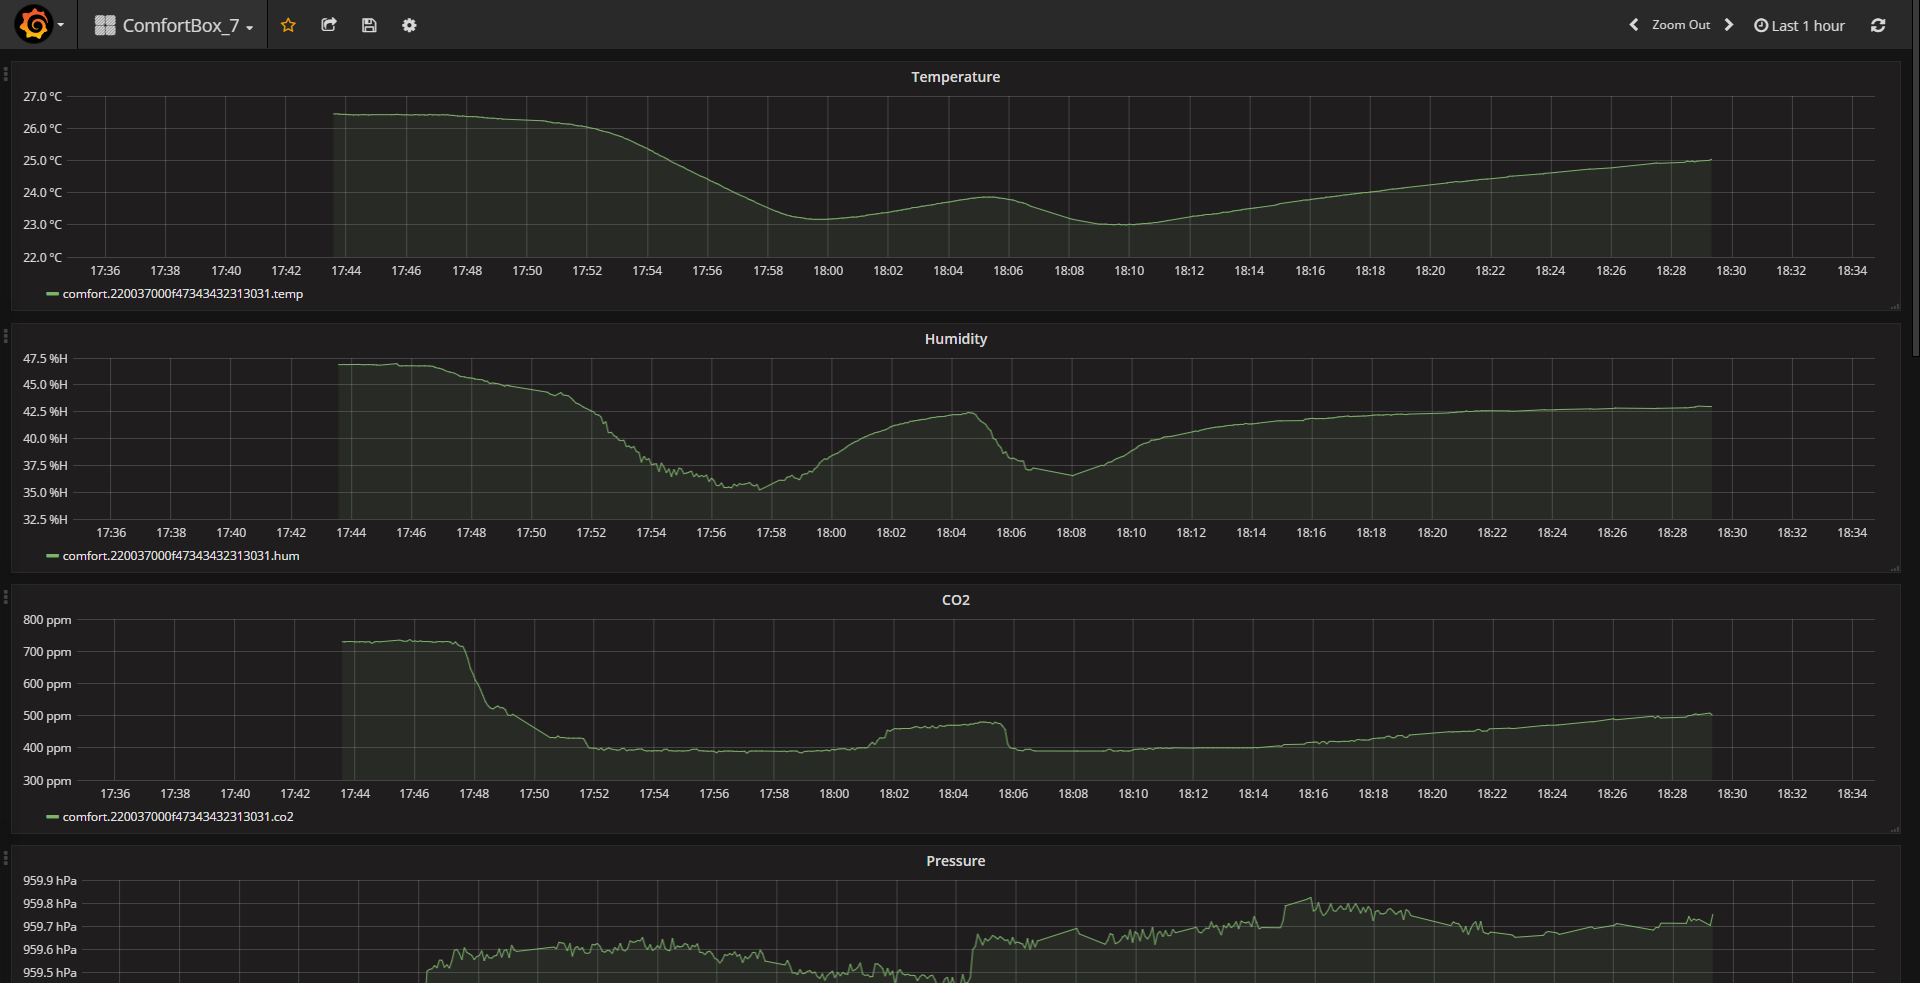 ComfortBox_7
Zoom Out
Last 1 hour
Temperature
27.0 °C
26.0 °C
25.0 °C
24.0 °C
23.0 °C
22.0 °C
17:36 17:38 17:40 17:42 17:44 17:46 17:48 17:50 17:52 17:54 17:56 17:58 18:00 18:02 18:04 18:06 18:08 18:10 18:12 18:14 18:16 18:18 18:20 18:22 18:24 18:26 18:28 18:30 18:32 18:34
comfort.220037000f47343432313031.temp
Humidity
47.5 %H
45.0 %H
42.5 %H
40.0 %H
37.5 %H
35.0 %H
32.5 %H
17:36 17:38 17:40 17:42 17:44 17:46 17:48 17:50 17:52 17:54 17:56 17:58 18:00 18:02 18:04 18:06 18:08 18:10 18:12 18:14 18:16 18:18 18:20 18:22 18:24 18:26 18:28 18:30 18:32 18:34
comfort.220037000f47343432313031.hum
CO2
800 ppm
700 ppm
600 ppm
500 ppm
400 ppm
300 ppm
17:36 17:38 17:40 17:42 17:44 17:46 17:48 17:50 17:52 17:54 17:56 17:58 18:00 18:02 18:04 18:06 18:08 18:10 18:12 18:14 18:16 18:18 18:20 18:22 18:24 18:26 18:28 18:30 18:32 18:34
comfort.220037000f47343432313031.co2
Pressure
959.9 hPa
959.8 hPa
959.7 hPa
959.6 hPa
959.5 hPa